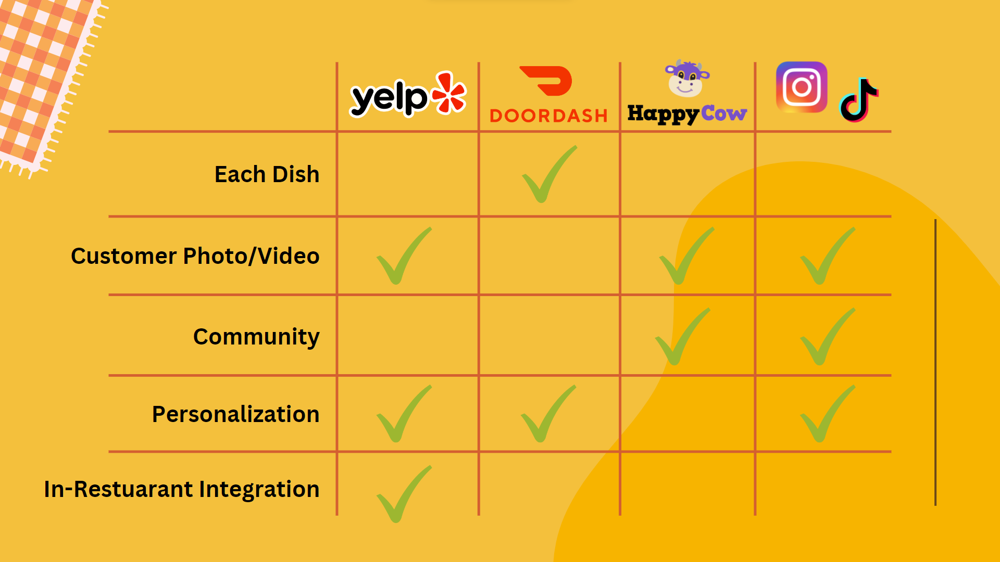 yelp
DOORDASH
HappyCow
Each Dish
Customer Photo/Video
Community
Personalization
In-Restuarant Integration